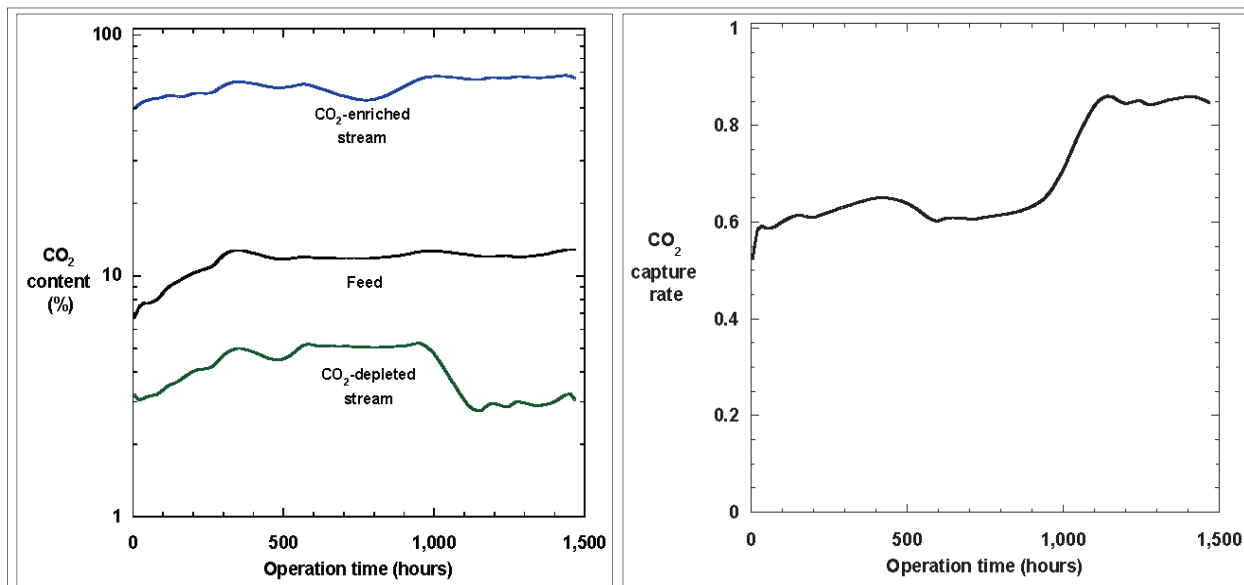 100
10
1
CO2
content
(%)
CO2-enriched
stream
Feed
CO2-depleted
stream
0
500
1,000
1,500
Operation time (hours)
1
0.8
0.6
0.4
0.2
0
CO2
capture
rate
0
500
1,000
1,500
Operation time (hours)